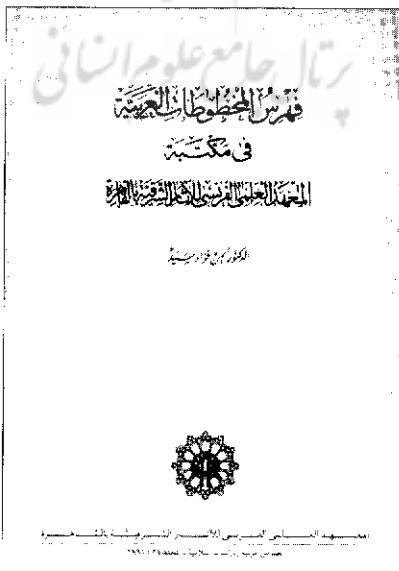 پرتال جامع علوم انسانی
فهرس المخطوطات العربية
في مكتبة
المعهد العلمي الفرنسي للآثار الشرقية بالقاهرة
الدكتور أيمن فؤاد سيد
المعهد العلمي الفرنسي للآثار الشرقية بالقاهرة